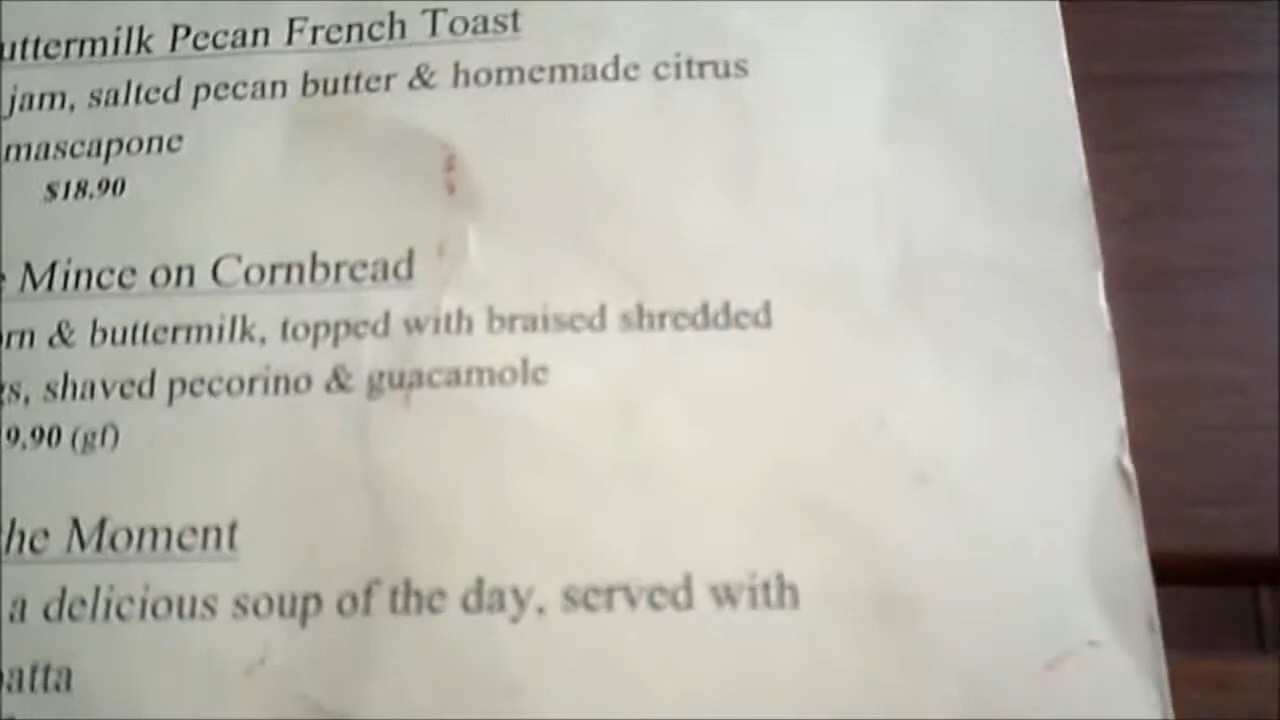 uttermilk Pecan French Toast
jam, salted pecan butter & homemade citrus
mascapone
$18.90
Mince on Cornbread
rn & buttermilk, topped with braised shredded
s, shaved pecorino & guacamole
9.90 (gf)
he Moment
a delicious soup of the day, served with
atta